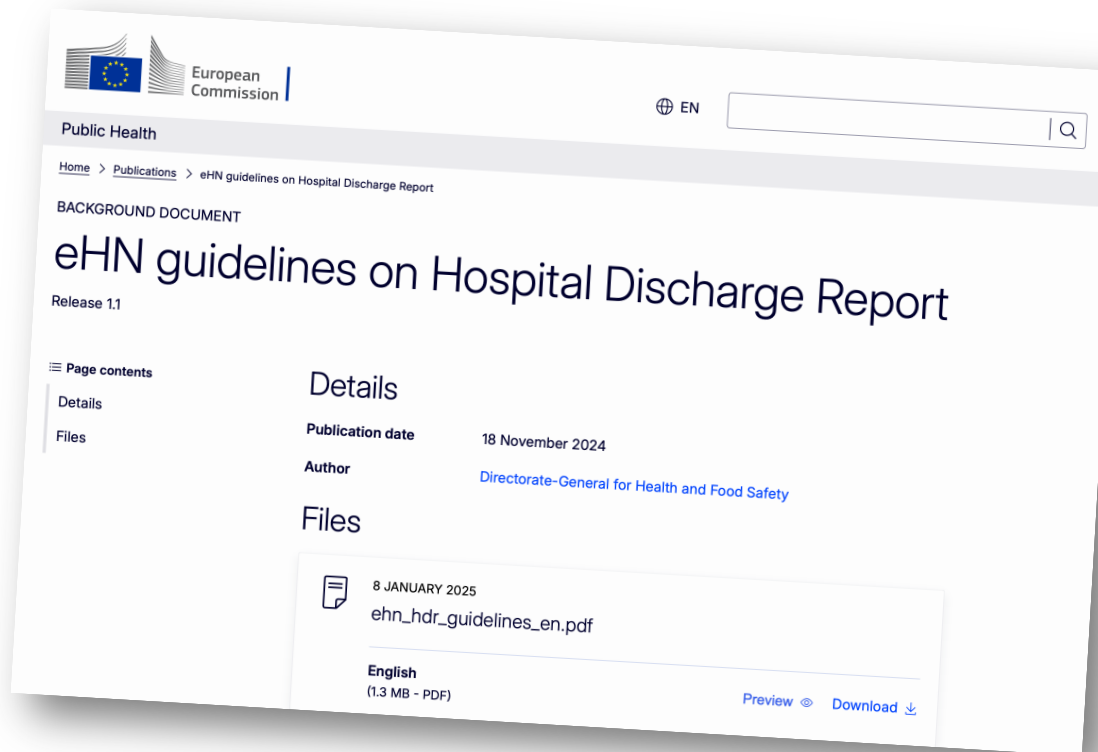 European
Commission
EN
Public Health
Home > Publications > eHN guidelines on Hospital Discharge Report
BACKGROUND DOCUMENT
eHN guidelines on Hospital Discharge Report
Release 1.1
Page contents
Details
Files
Details
Publication date 18 November 2024
Author Directorate-General for Health and Food Safety
Files
8 JANUARY 2025
ehn_hdr_guidelines_en.pdf
English
(1.3 MB - PDF)
Preview Download